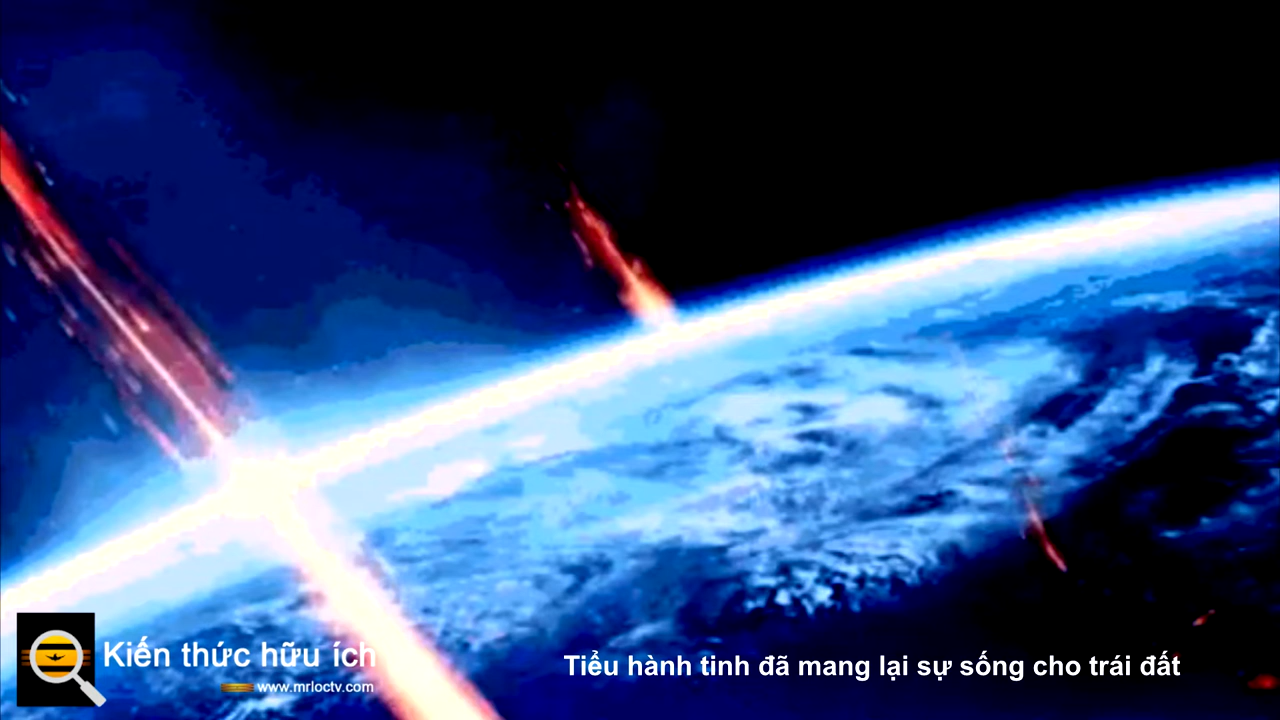 Kiến thức hữu ích
www.mrloctv.com
Tiểu hành tinh đã mang lại sự sống cho trái đất